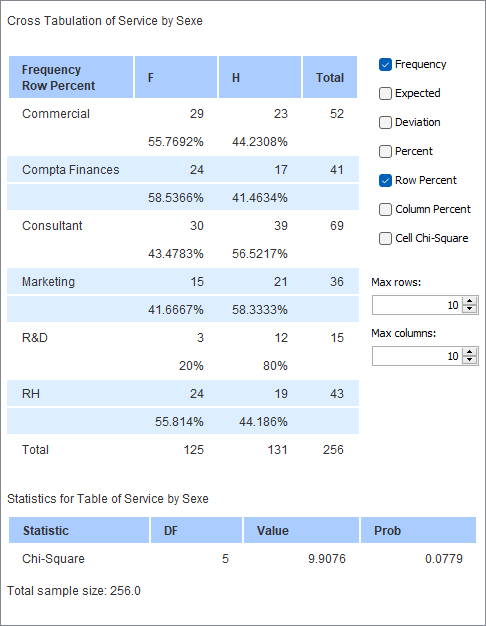 Cross Tabulation of Service by Sexe
Frequency
Row Percent F H Total
Commercial 29 23 52
55.7692% 44.2308%
Compta Finances 24 17 41
58.5366% 41.4634%
Consultant 30 39 69
43.4783% 56.5217%
Marketing 15 21 36
41.6667% 58.3333%
R&D 3 12 15
20% 80%
RH 24 19 43
55.814% 44.186%
Total 125 131 256
Frequency
Expected
Deviation
Percent
Row Percent
Column Percent
Cell Chi-Square
Max rows:
10
Max columns:
10
Statistics for Table of Service by Sexe
Statistic DF Value Prob
Chi-Square 5 9.9076 0.0779
Total sample size: 256.0